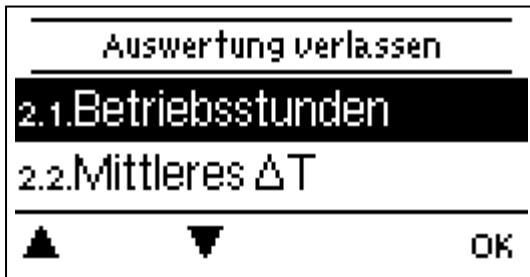 Auswertung verlassen
2.1.Betriebsstunden
2.2.Mittleres ΔT
▲ ▼ OK